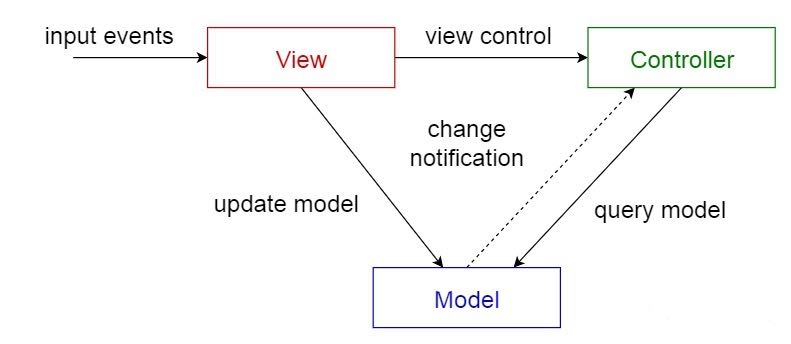 input events
View
view control
Controller
change
notification
update model
query model
Model